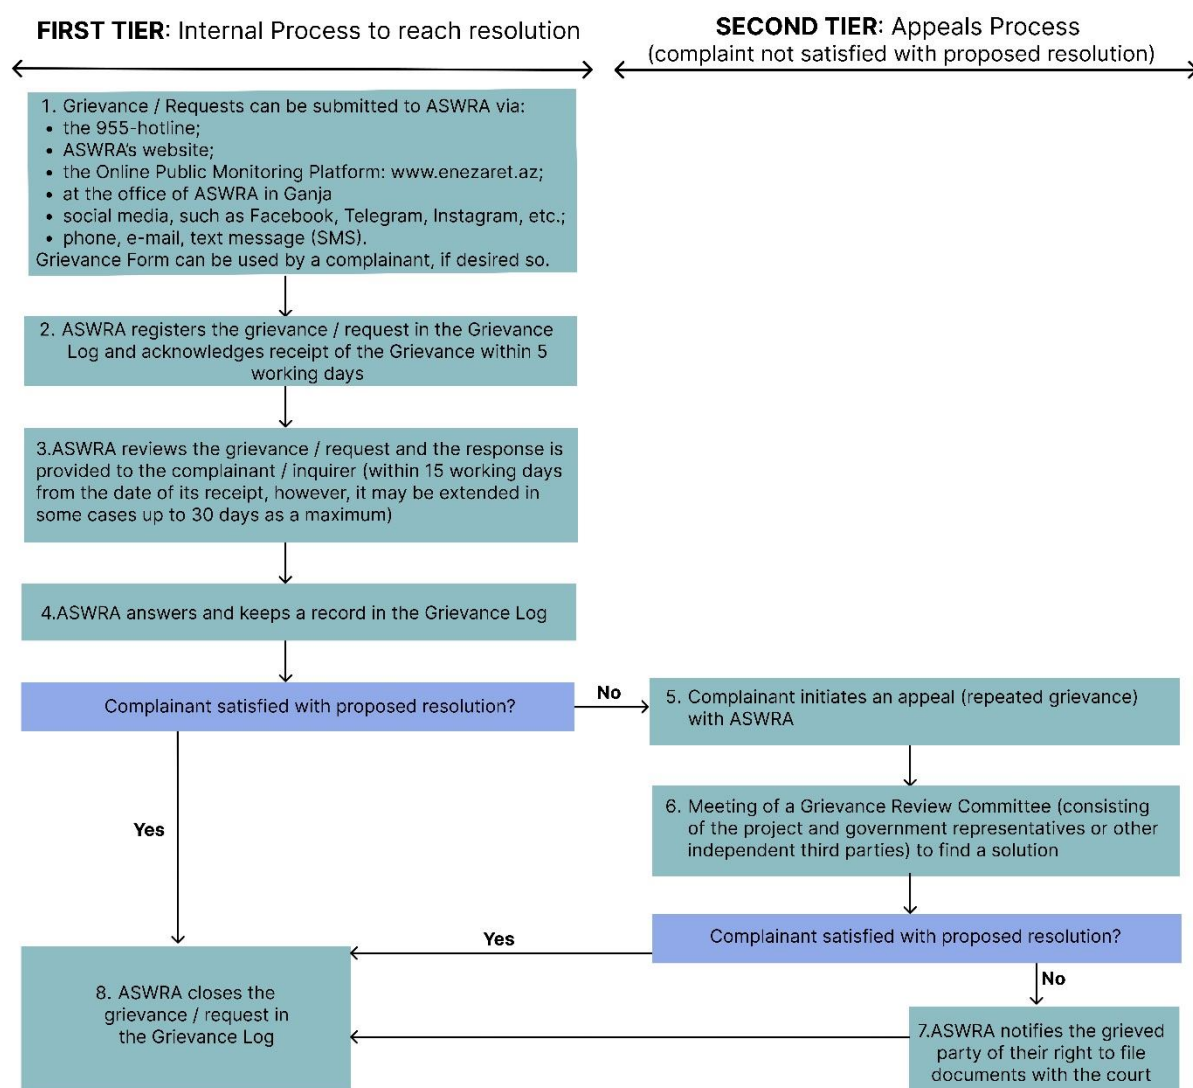 FIRST TIER: Internal Process to reach resolution
SECOND TIER: Appeals Process
(complaint not satisfied with proposed resolution)
1. Grievance / Requests can be submitted to ASWRA via:
• the 955-hotline;
• ASWRA's website;
• the Online Public Monitoring Platform: www.enezaret.az;
• at the office of ASWRA in Ganja
• social media, such as Facebook, Telegram, Instagram, etc.;
• phone, e-mail, text message (SMS).
Grievance Form can be used by a complainant, if desired so.
2. ASWRA registers the grievance / request in the Grievance
Log and acknowledges receipt of the Grievance within 5
working days
3.ASWRA reviews the grievance / request and the response is
provided to the complainant / inquirer (within 15 working days
from the date of its receipt, however, it may be extended in
some cases up to 30 days as a maximum)
4.ASWRA answers and keeps a record in the Grievance Log
Complainant satisfied with proposed resolution?
No
5. Complainant initiates an appeal (repeated grievance)
with ASWRA
6. Meeting of a Grievance Review Committee (consisting
of the project and government representatives or other
independent third parties) to find a solution
Yes
Complainant satisfied with proposed resolution?
Yes
No
8. ASWRA closes the
grievance / request in
the Grievance Log
7.ASWRA notifies the grieved
party of their right to file
documents with the court